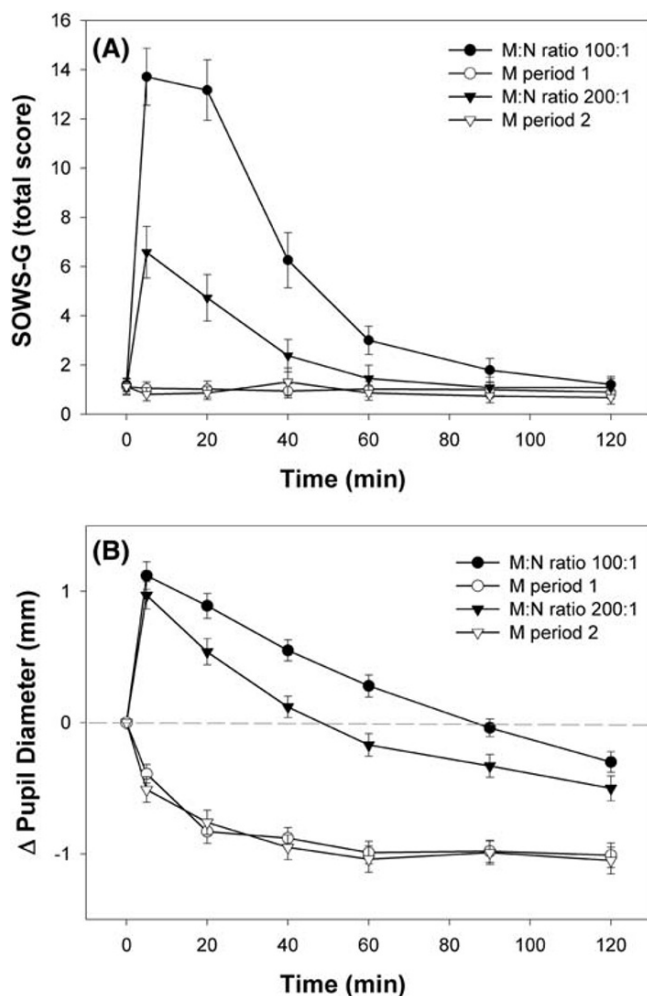 (A)
M:N ratio 100:1
M period 1
M:N ratio 200:1
M period 2
SOWS-G (total score)
16
14
12
10
8
6
4
2
0
0 20 40 60 80 100 120
Time (min)
(B)
M:N ratio 100:1
M period 1
M:N ratio 200:1
M period 2
Δ Pupil Diameter (mm)
1
0
-1
0 20 40 60 80 100 120
Time (min)